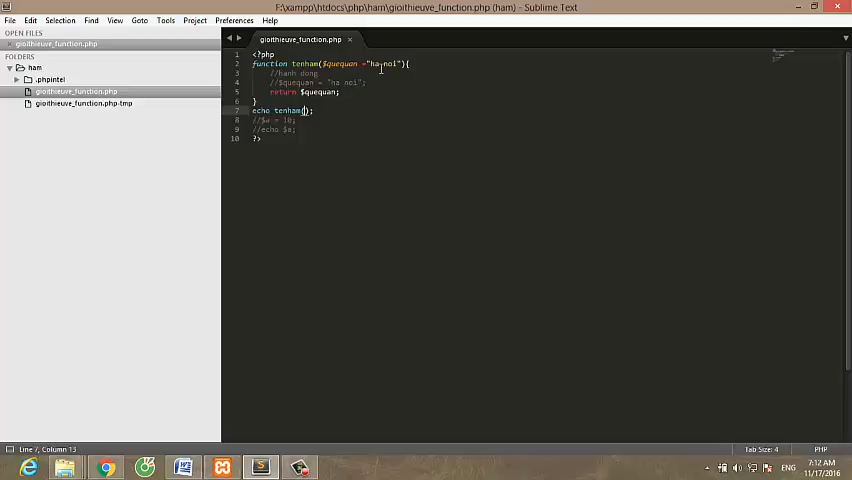 F:\xampp\htdocs\php\ham\gioithieuve_function.php (ham) - Sublime Text
File Edit Selection Find View Goto Tools Project Preferences Help
OPEN FILES
gioithieuve_function.php
FOLDERS
ham
.phpintel
gioithieuve_function.php
gioithieuve_function.php-tmp
gioithieuve_function.php ×
1 <?php
2 function tenham($quequan ="ha noi"){
3 //hanh dong
4 //$quequan = "ha noi";
5 return $quequan;
6 }
7 echo tenham();
8 //$a = 10;
9 //echo $a;
10 ?>
Line 7, Column 13
Tab Size: 4
PHP
ENG
7:12 AM
11/17/2016